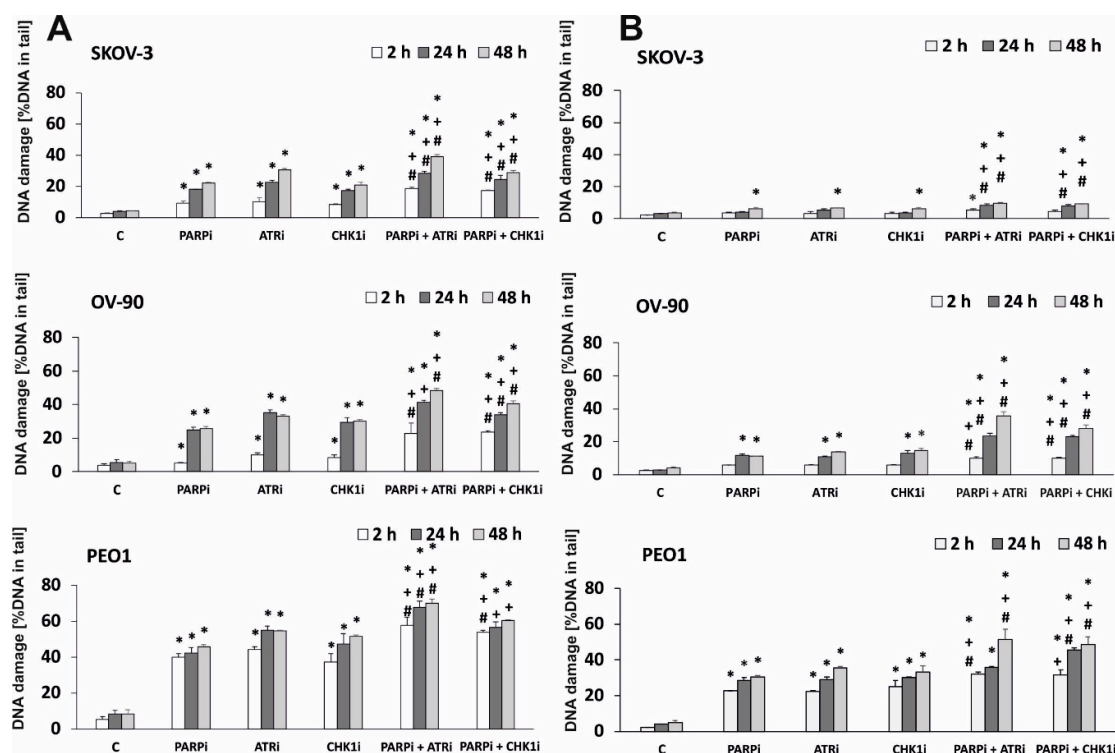 A
DNA damage [%DNA in tail]
SKOV-3
2 h 24 h 48 h
80
60
40
20
0
* * *
* * *
* * *
* + # * + # * + #
* + # * + # * + #
C PARPi ATRi CHK1i PARPi + ATRi PARPi + CHK1i
DNA damage [%DNA in tail]
OV-90
2 h 24 h 48 h
80
60
40
20
0
* * *
* * *
* * *
* + # * + * + #
* + # * + # * + #
C PARPi ATRi CHK1i PARPi + ATRi PARPi + CHK1i
DNA damage [%DNA in tail]
PEO1
2 h 24 h 48 h
80
60
40
20
0
* * *
* * *
* * *
* + # * + # * + #
* + # * + * +
C PARPi ATRi CHK1i PARPi + ATRi PARPi + CHK1i
B
DNA damage [%DNA in tail]
SKOV-3
2 h 24 h 48 h
80
60
40
20
0
*
*
*
* * + # * + #
* + # * + #
C PARPi ATRi CHK1i PARPi + ATRi PARPi + CHK1i
DNA damage [%DNA in tail]
OV-90
2 h 24 h 48 h
80
60
40
20
0
* *
* *
* *
* + # * + # * + #
* + # * + # * + #
C PARPi ATRi CHK1i PARPi + ATRi PARPi + CHKi
DNA damage [%DNA in tail]
PEO1
2 h 24 h 48 h
80
60
40
20
0
* * *
* * *
* * *
* + # * * + #
* + * + # * + #
C PARPi ATRi CHK1i PARPi + ATRi PARPi + CHK1i